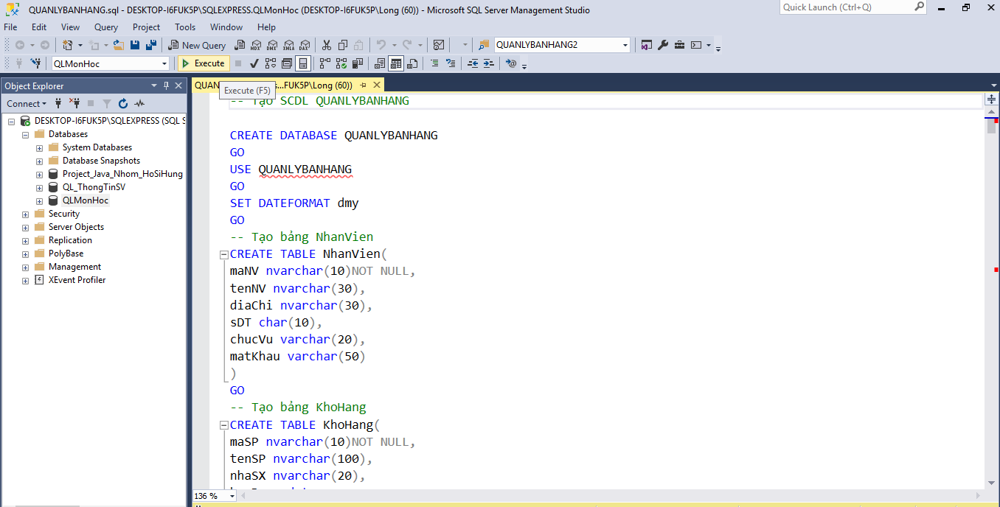 QUANLYBANHANG.sql - DESKTOP-I6FUK5P\SQLEXPRESS.QLMonHoc (DESKTOP-I6FUK5P\Long (60)) - Microsoft SQL Server Management Studio
Quick Launch (Ctrl+Q)
File Edit View Query Project Tools Window Help
New Query
MDX DMX XMLA DAX
QUANLYBANHANG2
QLMonHoc
Execute
Object Explorer
QUAN
s...FUK5P\Long (60))
Execute (F5)
Connect
DESKTOP-I6FUK5P\SQLEXPRESS (SQL S
Databases
System Databases
Database Snapshots
Project_Java_Nhom_HoSiHung
QL_ThongTinSV
QLMonHoc
Security
Server Objects
Replication
PolyBase
Management
XEvent Profiler
-- Tạo SCDL QUANLYBANHANG
CREATE DATABASE QUANLYBANHANG
GO
USE QUANLYBANHANG
GO
SET DATEFORMAT dmy
GO
-- Tạo bảng NhanVien
CREATE TABLE NhanVien(
maNV nvarchar(10)NOT NULL,
tenNV nvarchar(30),
diaChi nvarchar(30),
sDT char(10),
chucVu varchar(20),
matKhau varchar(50)
)
GO
-- Tạo bảng KhoHang
CREATE TABLE KhoHang(
maSP nvarchar(10)NOT NULL,
tenSP nvarchar(100),
nhaSX nvarchar(20),
136 %